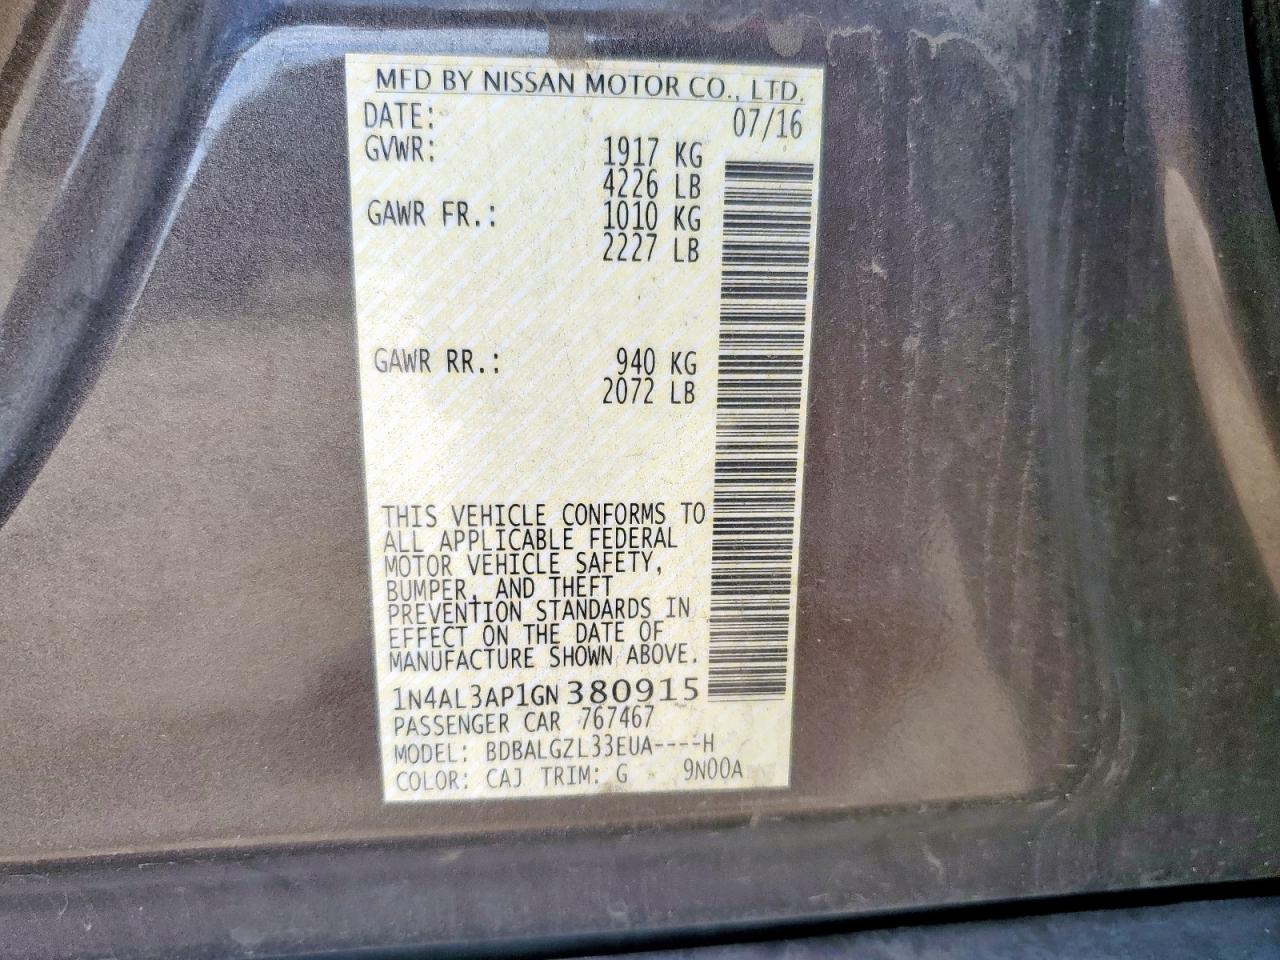 MFD BY NISSAN MOTOR CO., LTD.
DATE: 07/16
GVWR: 1917 KG
4226 LB
GAWR FR.: 1010 KG
2227 LB
GAWR RR.: 940 KG
2072 LB
THIS VEHICLE CONFORMS TO
ALL APPLICABLE FEDERAL
MOTOR VEHICLE SAFETY,
BUMPER, AND THEFT
PREVENTION STANDARDS IN
EFFECT ON THE DATE OF
MANUFACTURE SHOWN ABOVE.
1N4AL3AP1GN380915
PASSENGER CAR 767467
MODEL: BDBALGZL33EUA----H
COLOR: CAJ TRIM: G 9N00A